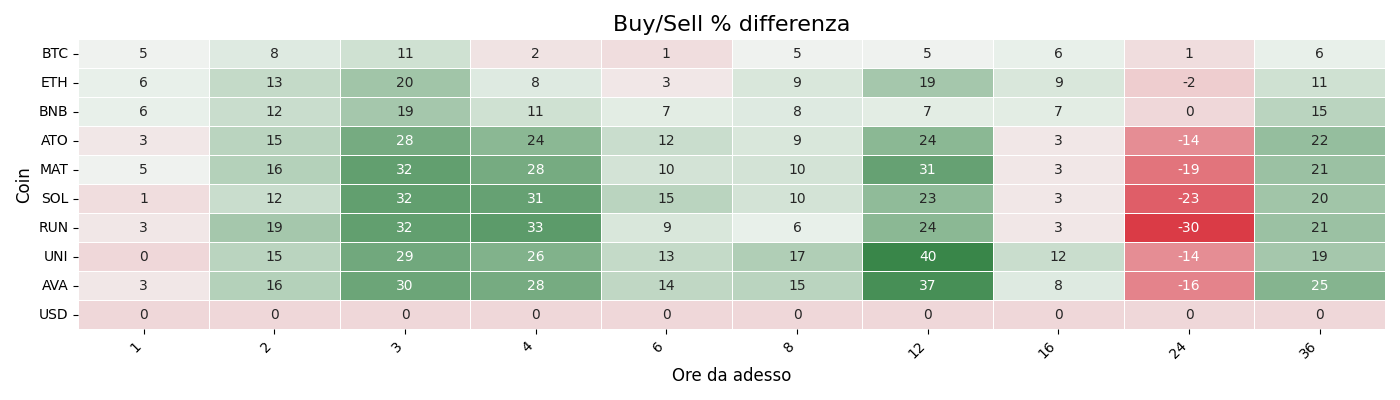 Buy/Sell % differenza
Coin
BTC 5 8 11 2 1 5 5 6 1 6
ETH 6 13 20 8 3 9 19 9 -2 11
BNB 6 12 19 11 7 8 7 7 0 15
ATO 3 15 28 24 12 9 24 3 -14 22
MAT 5 16 32 28 10 10 31 3 -19 21
SOL 1 12 32 31 15 10 23 3 -23 20
RUN 3 19 32 33 9 6 24 3 -30 21
UNI 0 15 29 26 13 17 40 12 -14 19
AVA 3 16 30 28 14 15 37 8 -16 25
USD 0 0 0 0 0 0 0 0 0 0
1 2 3 4 6 8 12 16 24 36
Ore da adesso